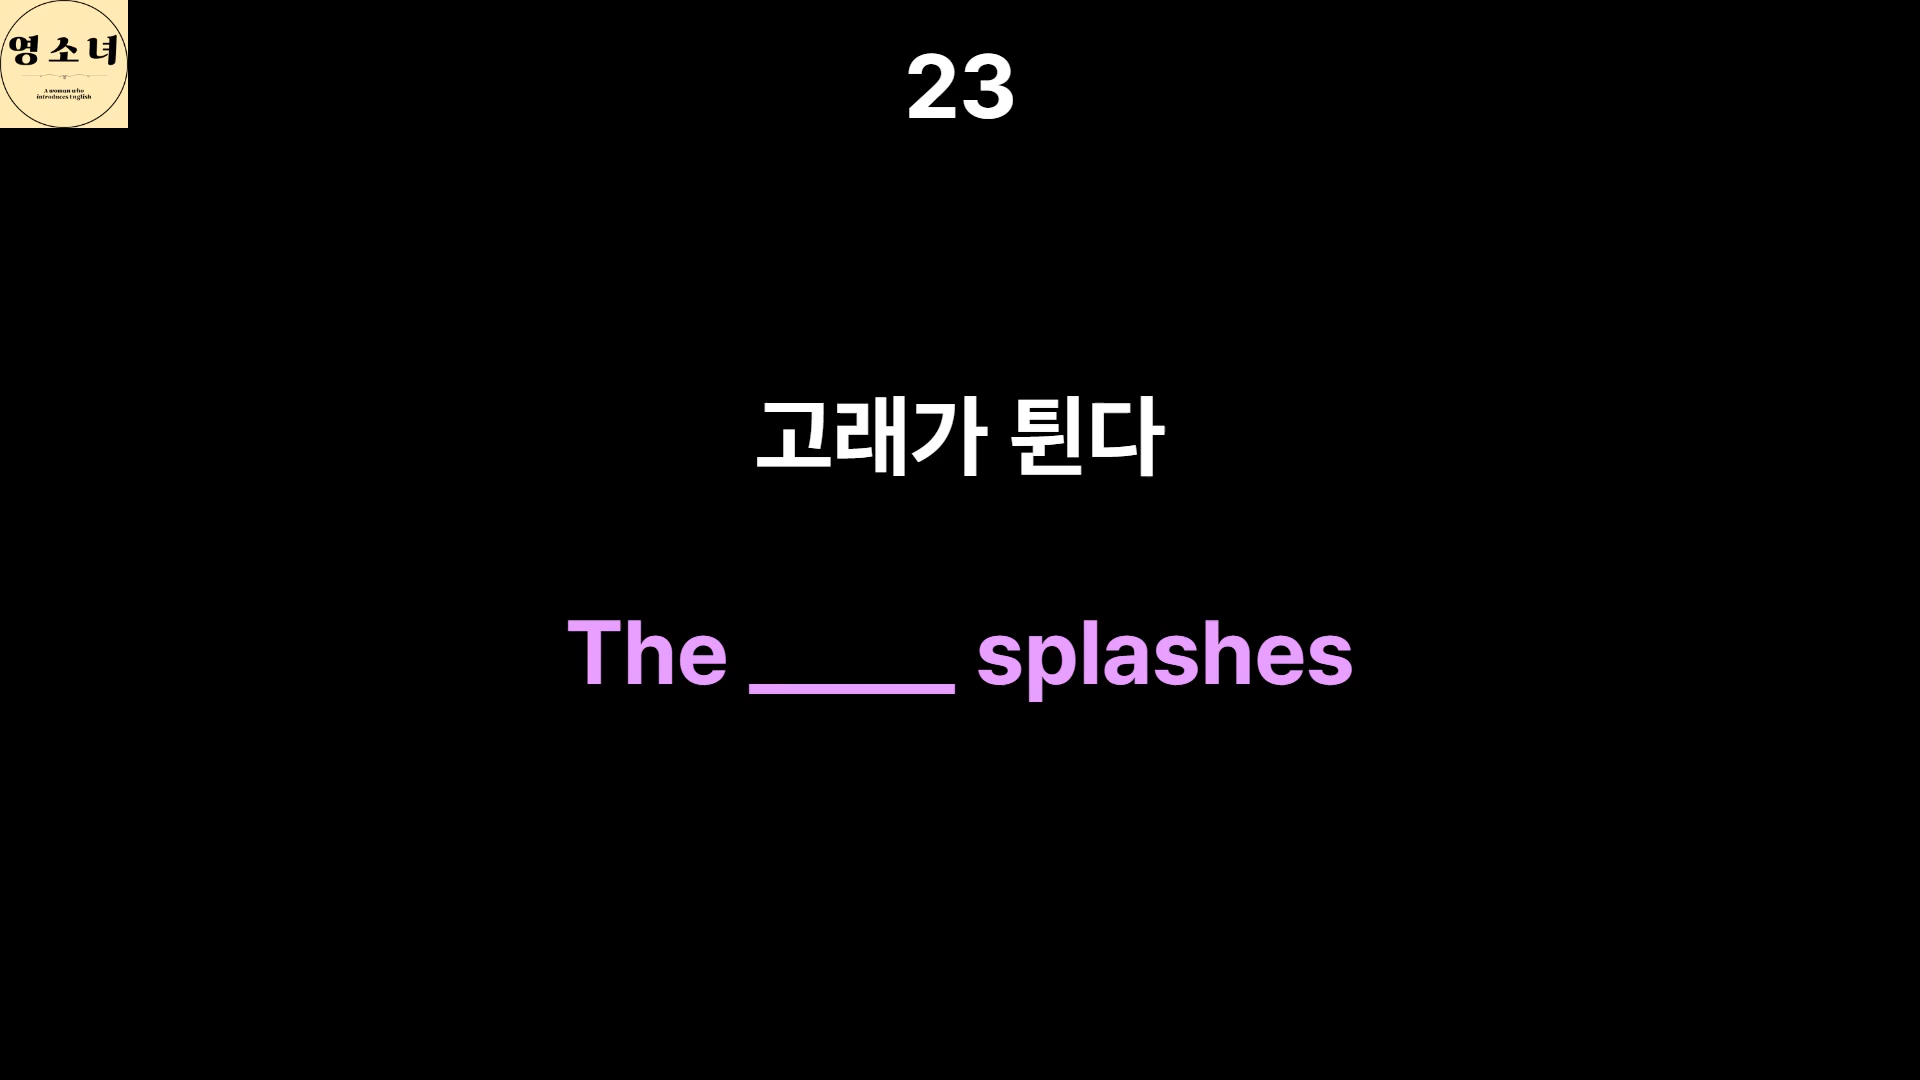 영소녀
A woman who
introduces English
23
고래가 튄다
The _____ splashes